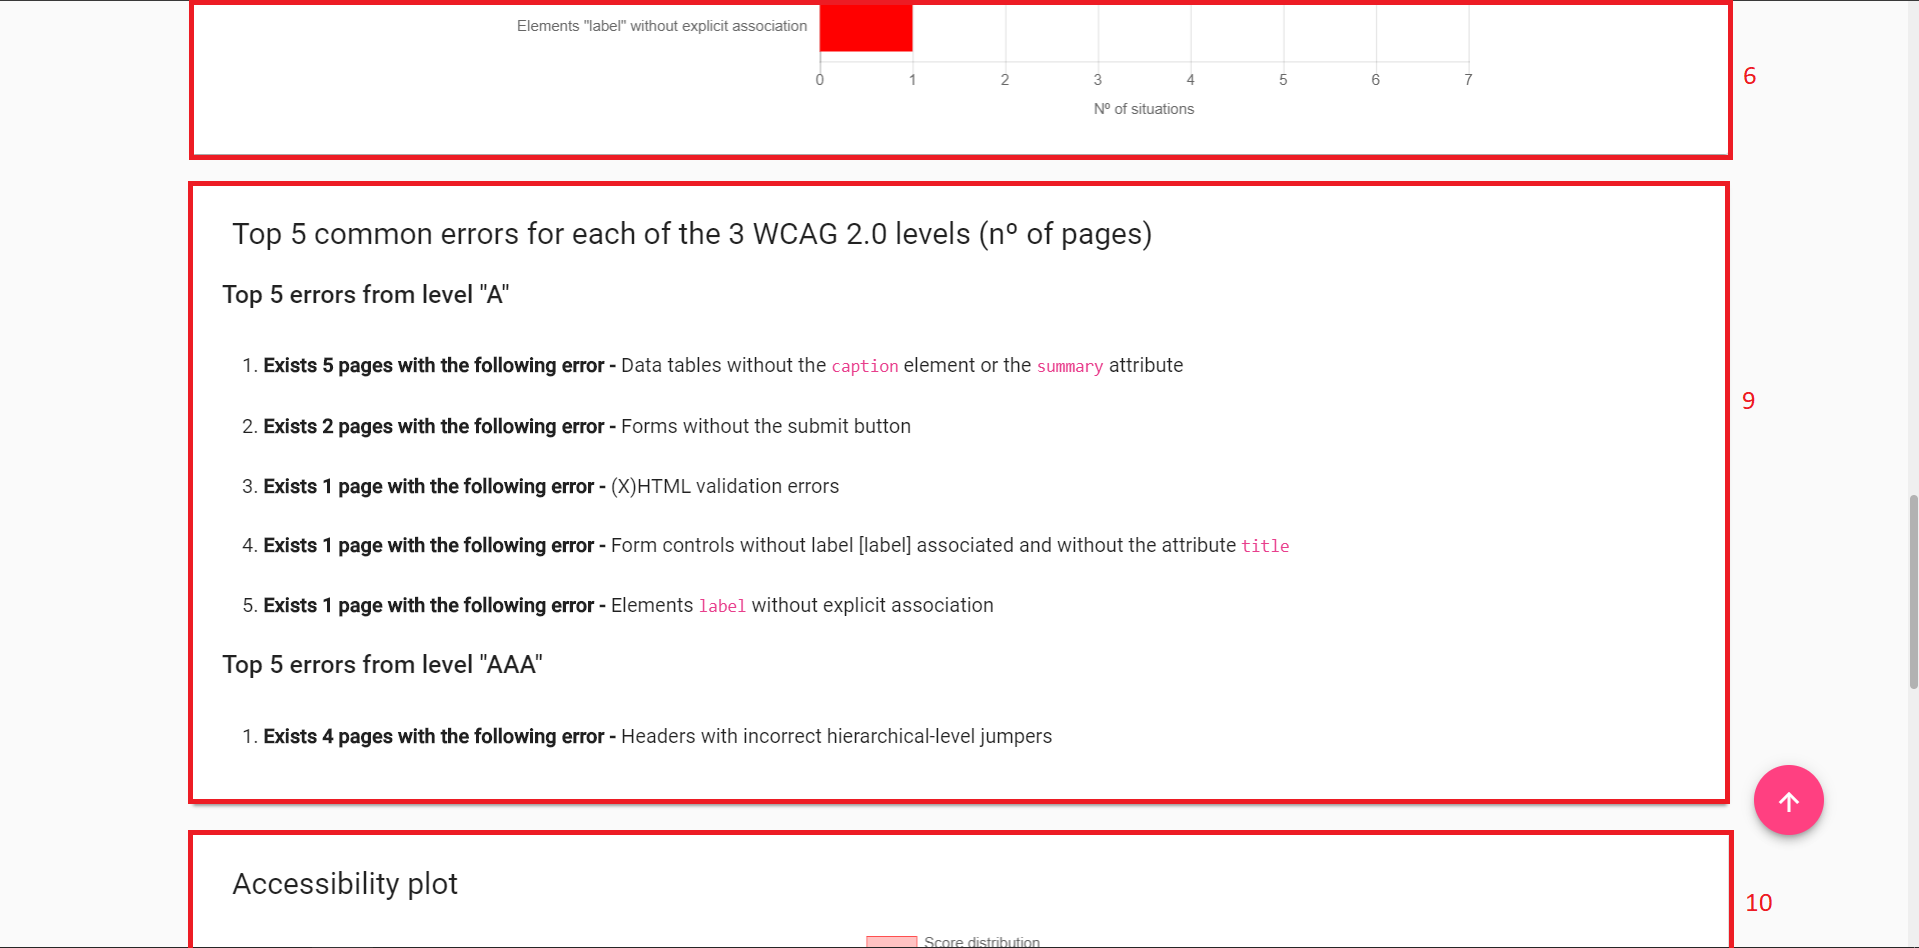 Elements "label" without explicit association
0 1 2 3 4 5 6 7
Nº of situations
6
Top 5 common errors for each of the 3 WCAG 2.0 levels (nº of pages)
Top 5 errors from level "A"
1. Exists 5 pages with the following error - Data tables without the caption element or the summary attribute
2. Exists 2 pages with the following error - Forms without the submit button
3. Exists 1 page with the following error - (X)HTML validation errors
4. Exists 1 page with the following error - Form controls without label [label] associated and without the attribute title
5. Exists 1 page with the following error - Elements label without explicit association
Top 5 errors from level "AAA"
1. Exists 4 pages with the following error - Headers with incorrect hierarchical-level jumpers
9
Accessibility plot
Score distribution
10